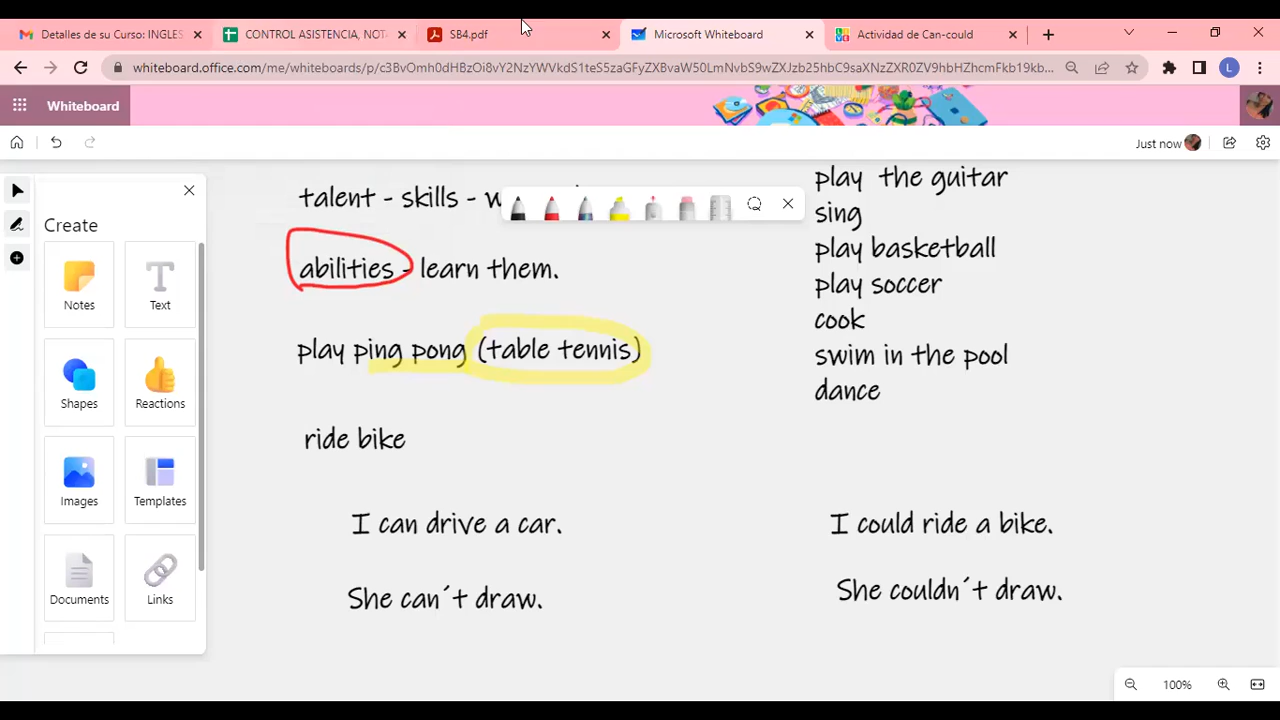 Detalles de su Curso: INGLES
CONTROL ASISTENCIA, NOT
SB4.pdf
Microsoft Whiteboard
Actividad de Can-could
whiteboard.office.com/me/whiteboards/p/
Whiteboard
Just now
Create
Notes
Text
Shapes
Reactions
Images
Templates
Documents
Links
talent - skills -
abilities - learn them.
play ping pong (table tennis)
ride bike
I can drive a car.
She can´t draw.
play the guitar
sing
play basketball
play soccer
cook
swim in the pool
dance
I could ride a bike.
She couldn´t draw.
100%
L